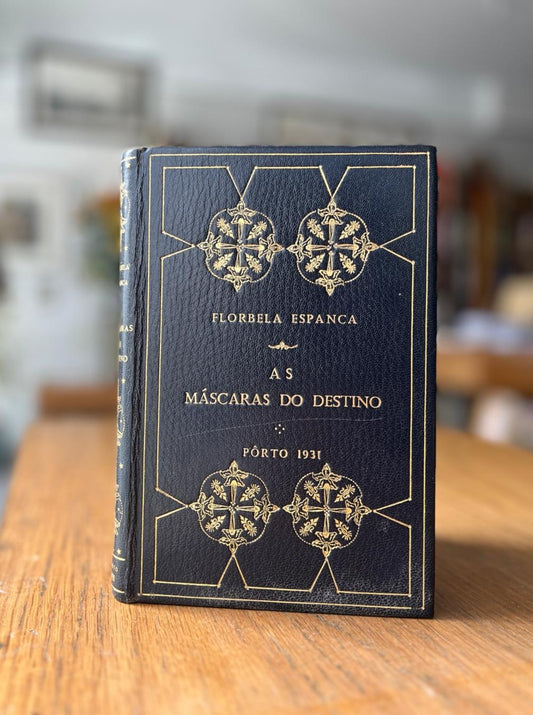 FLORBELA ESPANCA
AS
MÁSCARAS DO DESTINO
PÔRTO 1931